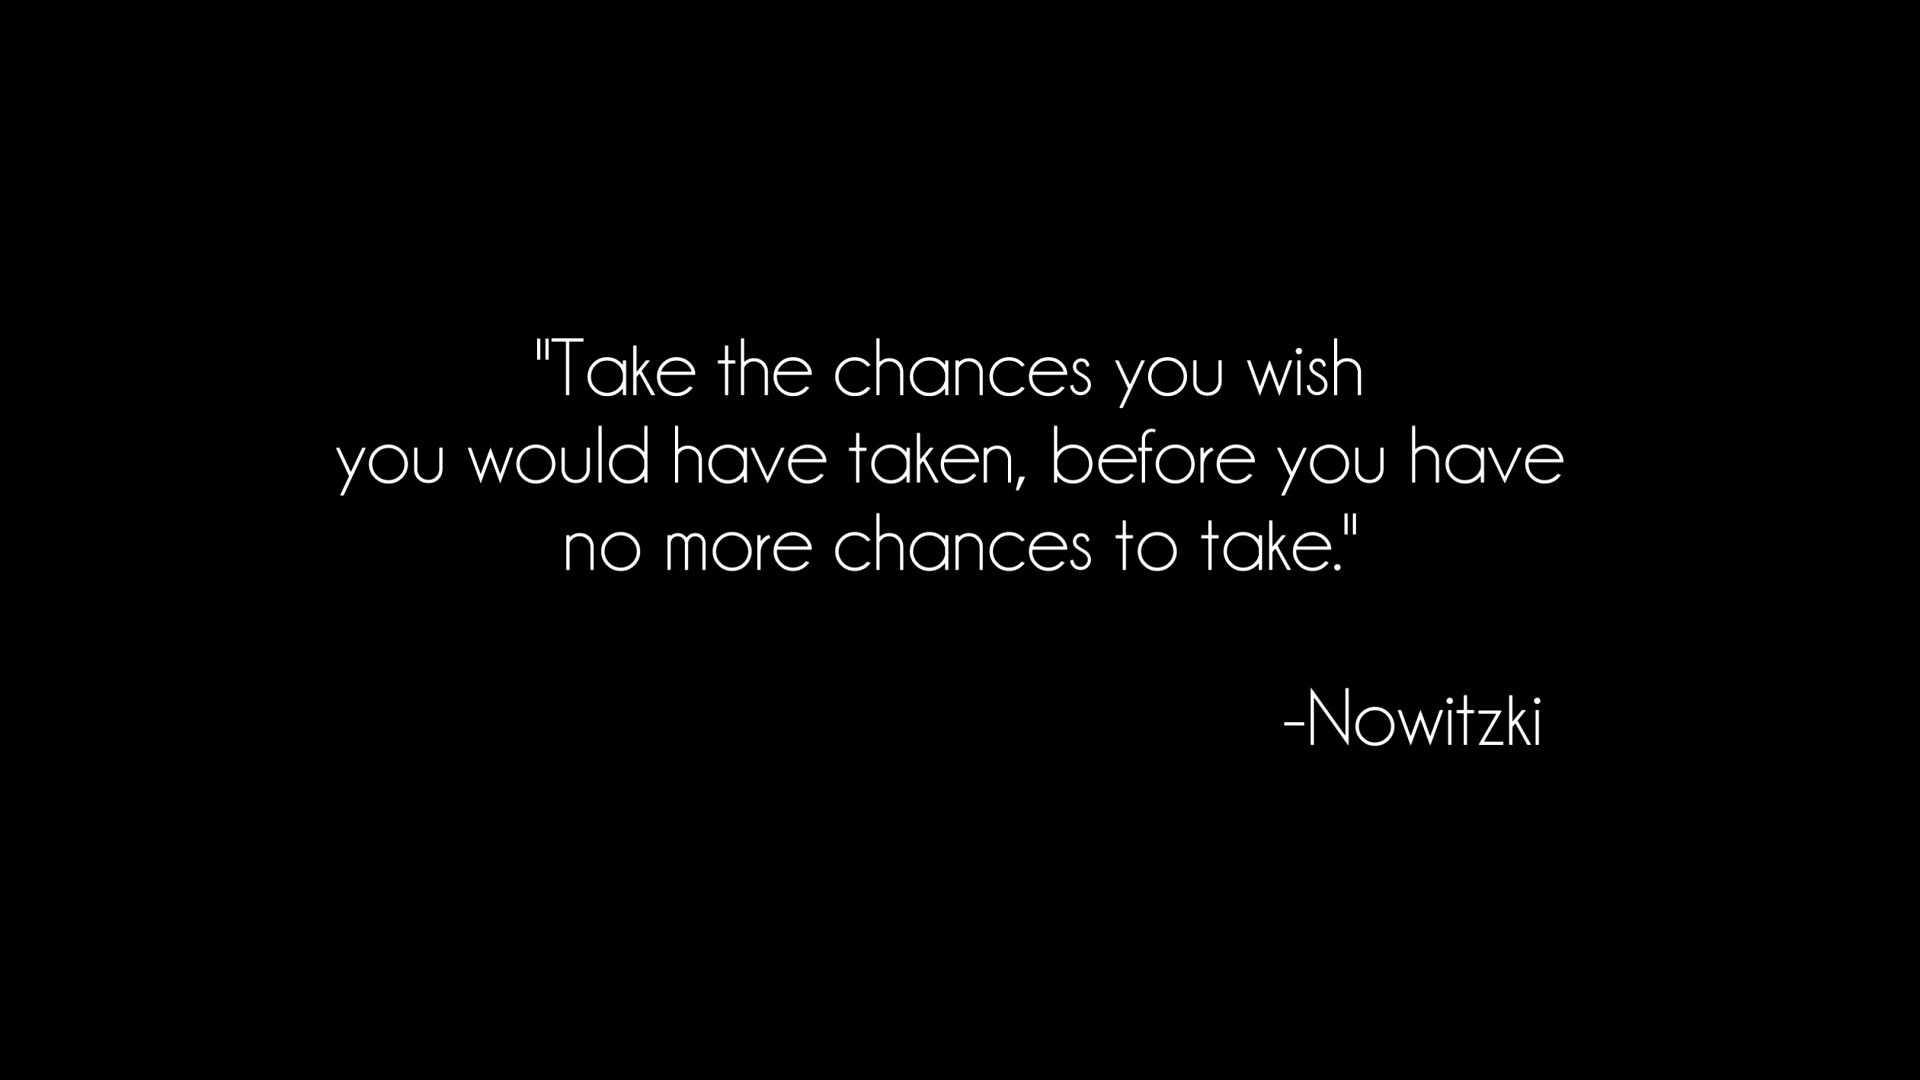 "Take the chances you wish
you would have taken, before you have
no more chances to take."
-Nowitzki